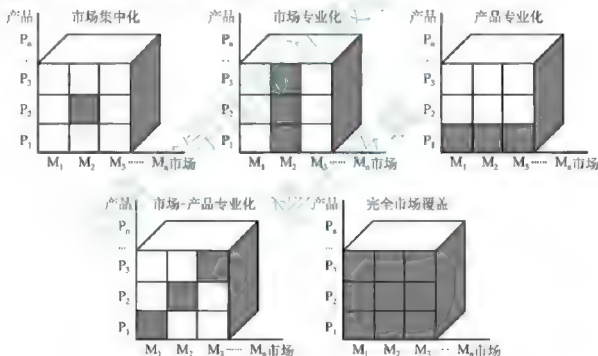 产品 市场集中化
Pn
P3
P2
P1
M1 M2 M3 …… Mn市场
产品 市场专业化
Pn
P3
P2
P1
M1 M2 M3 …… Mn市场
产品 产品专业化
Pn
P3
P2
P1
M1 M2 M3 …… Mn市场
产品 市场-产品专业化
Pn
P3
P2
P1
M1 M2 M3 …… Mn市场
产品 完全市场覆盖
Pn
P3
P2
P1
M1 M2 M3 ·· Mn市场